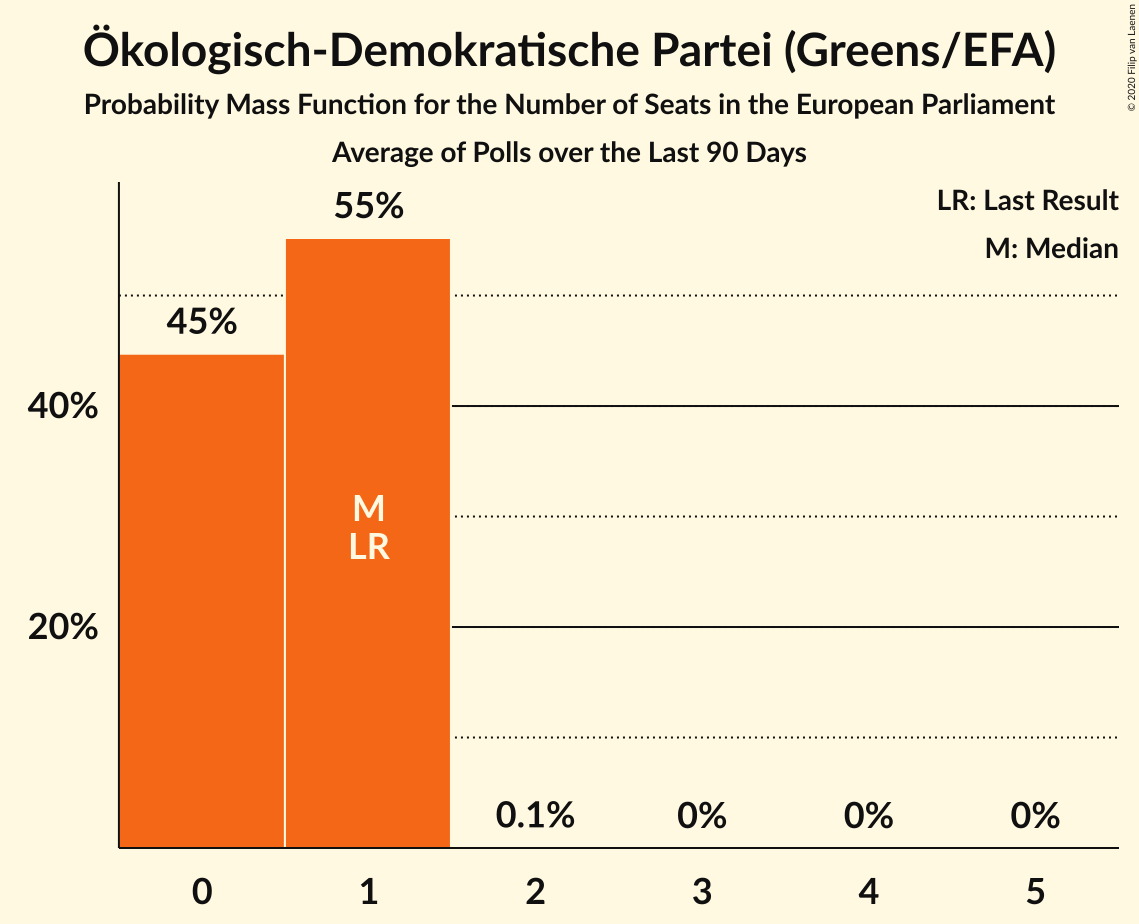 Ökologisch-Demokratische Partei (Greens/EFA)
Probability Mass Function for the Number of Seats in the European Parliament
Average of Polls over the Last 90 Days
© 2020 Filip van Laenen
LR: Last Result
M: Median
55%
45%
40%
M
LR
20%
0.1%
0%
0%
0%
0
1
2
3
4
5